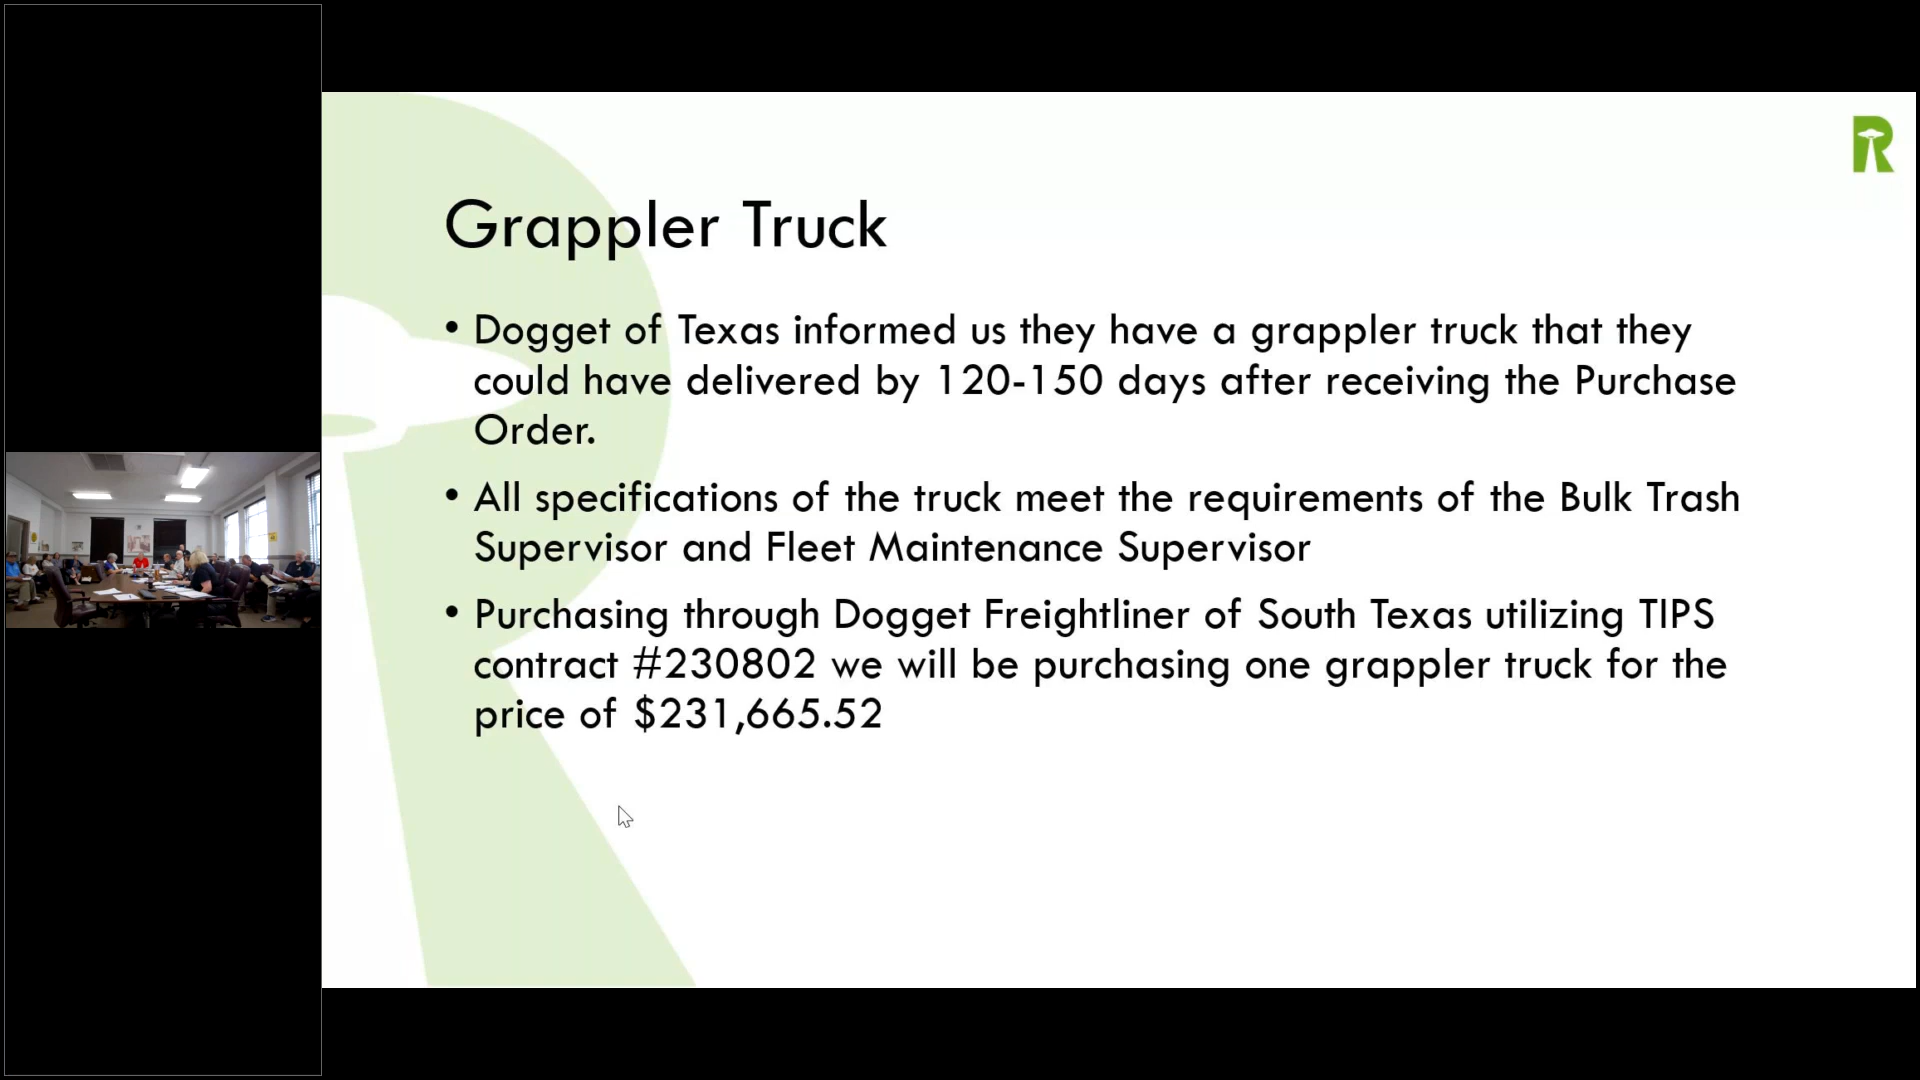 Grappler Truck
• Dogget of Texas informed us they have a grappler truck that they
could have delivered by 120-150 days after receiving the Purchase
Order.
• All specifications of the truck meet the requirements of the Bulk Trash
Supervisor and Fleet Maintenance Supervisor
• Purchasing through Dogget Freightliner of South Texas utilizing TIPS
contract #230802 we will be purchasing one grappler truck for the
price of $231,665.52